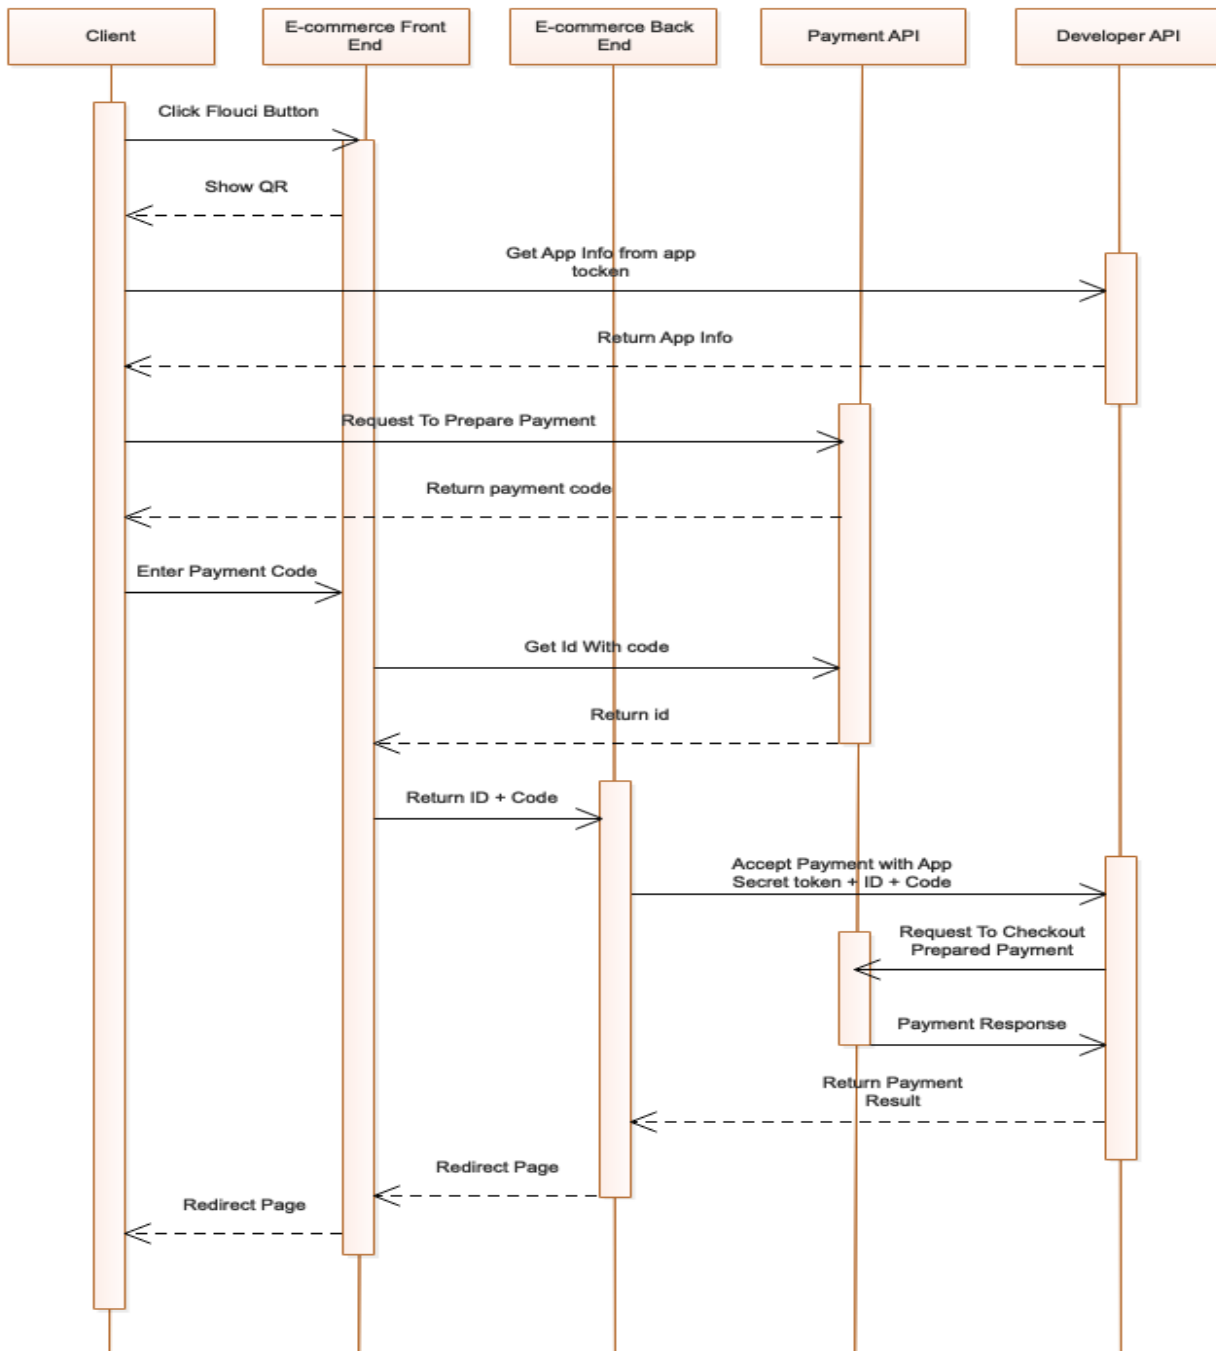 Client
E-commerce Front
End
E-commerce Back
End
Payment API
Developer API
Click Flouci Button
Show QR
Get App Info from app
tocken
Return App Info
Request To Prepare Payment
Return payment code
Enter Payment Code
Get Id With code
Return id
Return ID + Code
Accept Payment with App
Secret token + ID + Code
Request To Checkout
Prepared Payment
Payment Response
Return Payment
Result
Redirect Page
Redirect Page